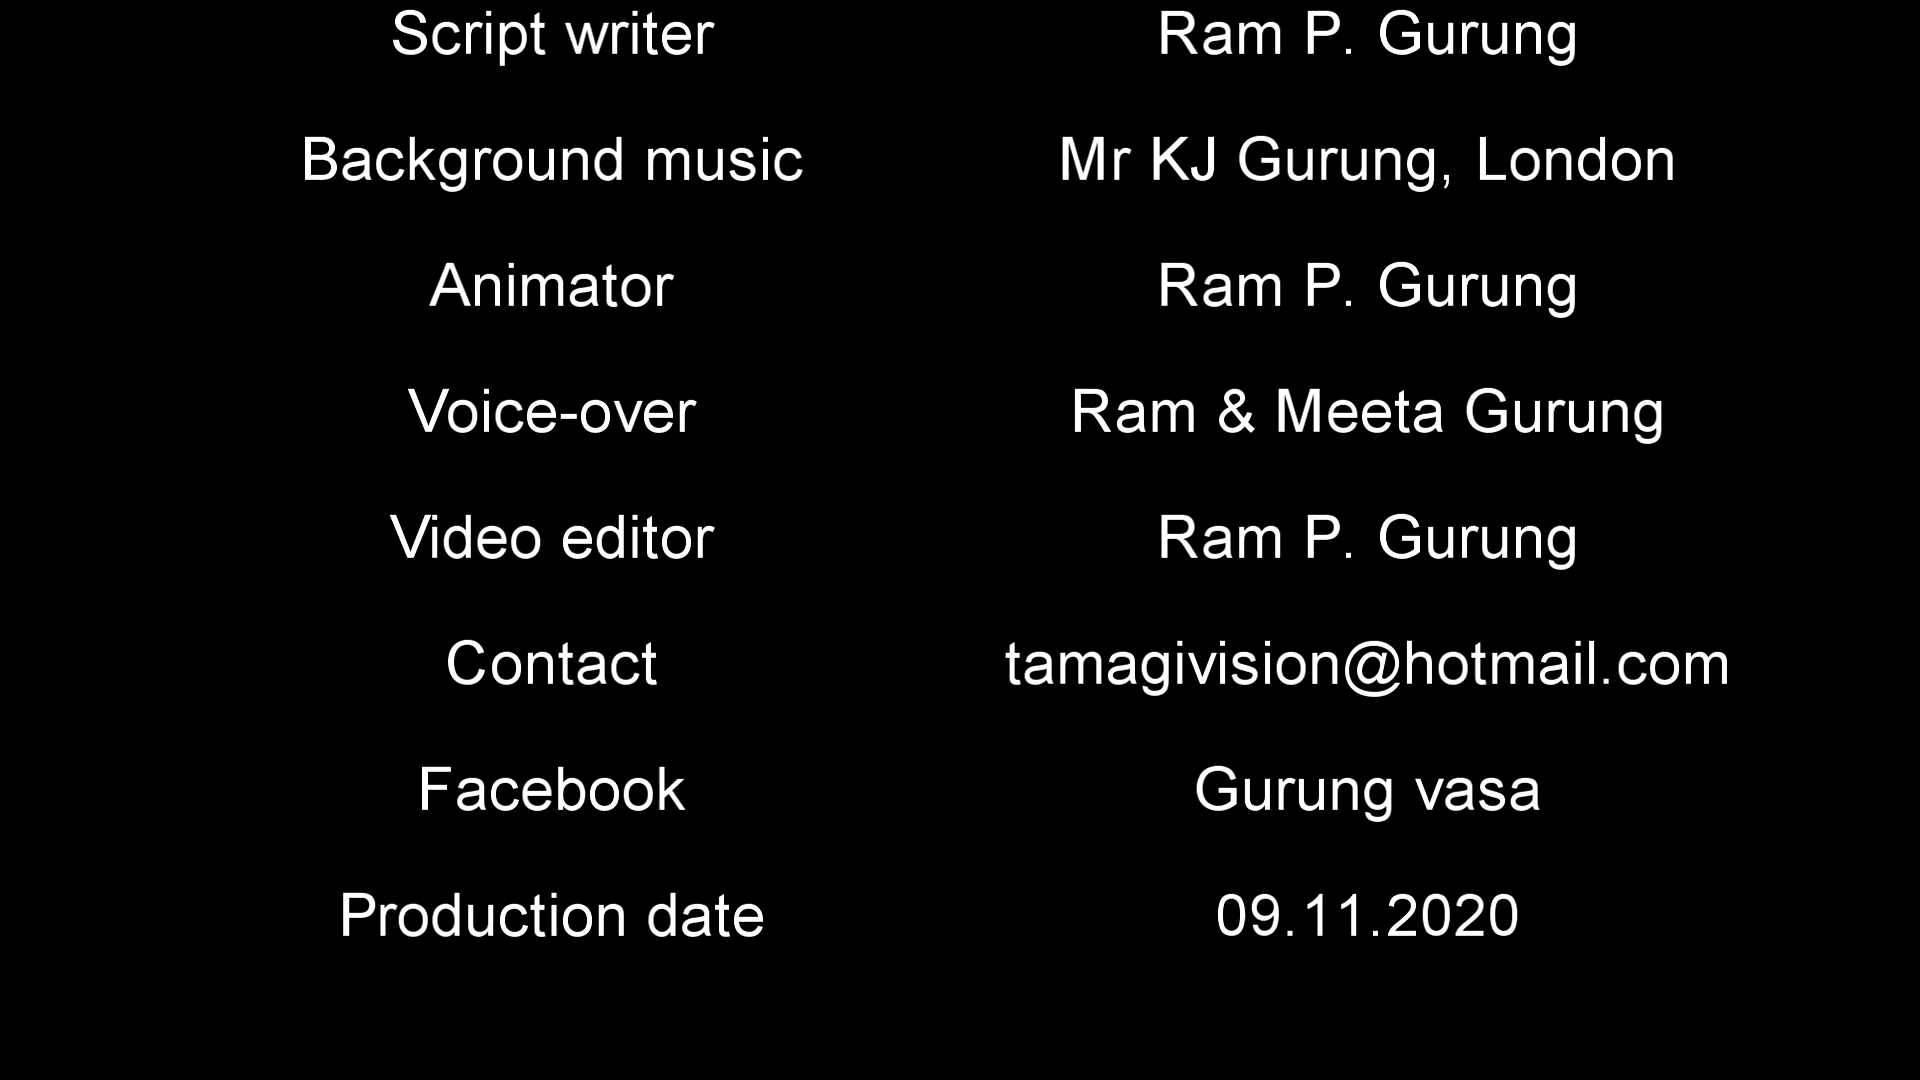 Script writer Ram P. Gurung
Background music Mr KJ Gurung, London
Animator Ram P. Gurung
Voice-over Ram & Meeta Gurung
Video editor Ram P. Gurung
Contact tamagivision@hotmail.com
Facebook Gurung vasa
Production date 09.11.2020